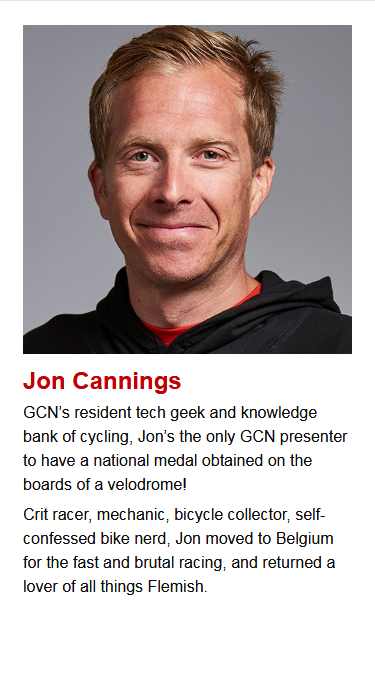 Jon Cannings
GCN’s resident tech geek and knowledge
bank of cycling, Jon’s the only GCN presenter
to have a national medal obtained on the
boards of a velodrome!
Crit racer, mechanic, bicycle collector, self-
confessed bike nerd, Jon moved to Belgium
for the fast and brutal racing, and returned a
lover of all things Flemish.